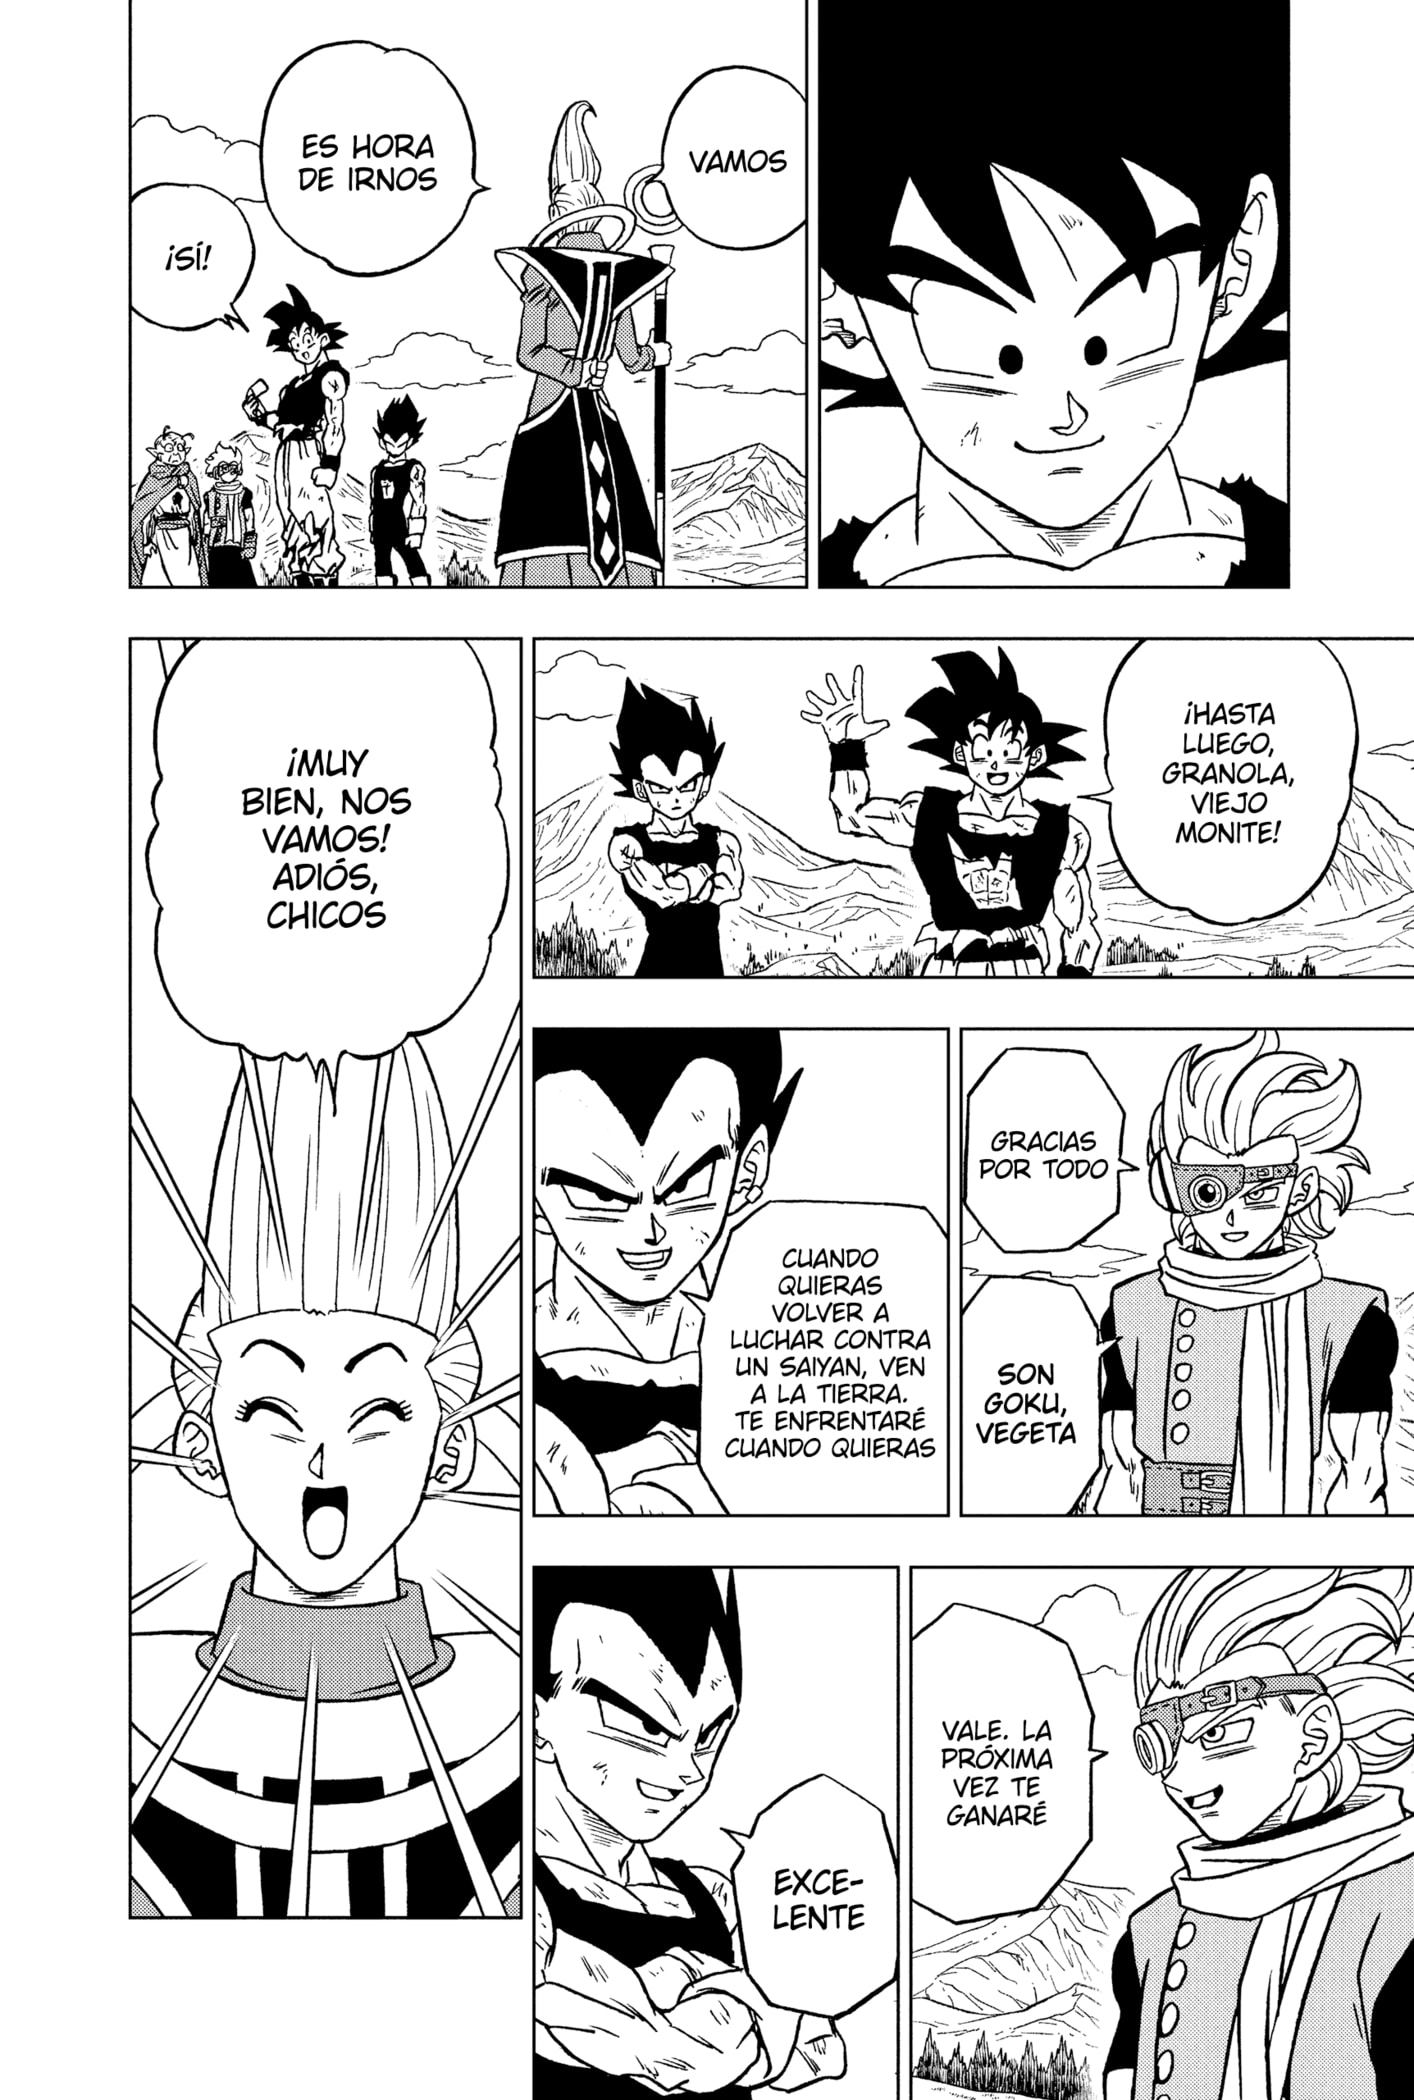 VAMOS
ES HORA
DE IRNOS
¡SÍ!
¡HASTA
LUEGO,
GRANOLA,
VIEJO
MONITE!
GRACIAS
POR TODO
SON
GOKU,
VEGETA
CUANDO
QUIERAS
VOLVER A
LUCHAR CONTRA
UN SAIYAN, VEN
A LA TIERRA.
TE ENFRENTARÉ
CUANDO QUIERAS
VALE. LA
PRÓXIMA
VEZ TE
GANARÉ
EXCE-
LENTE
¡MUY
BIEN, NOS
VAMOS!
ADIÓS,
CHICOS